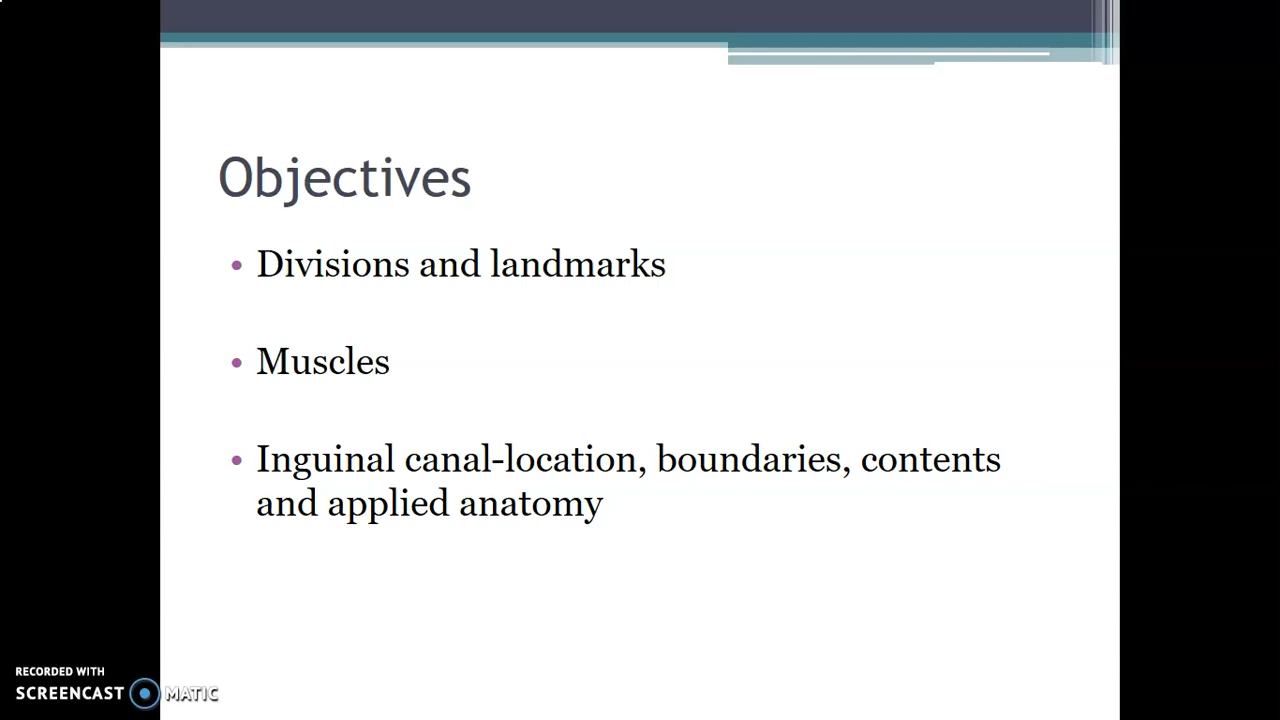 Objectives
• Divisions and landmarks
• Muscles
• Inguinal canal-location, boundaries, contents
and applied anatomy
RECORDED WITH
SCREENCAST MATIC